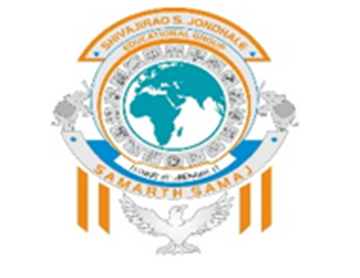 SHIVAJIRAO S. JONDHALE
EDUCATIONAL GROUP
SAMARTH SAMAJ